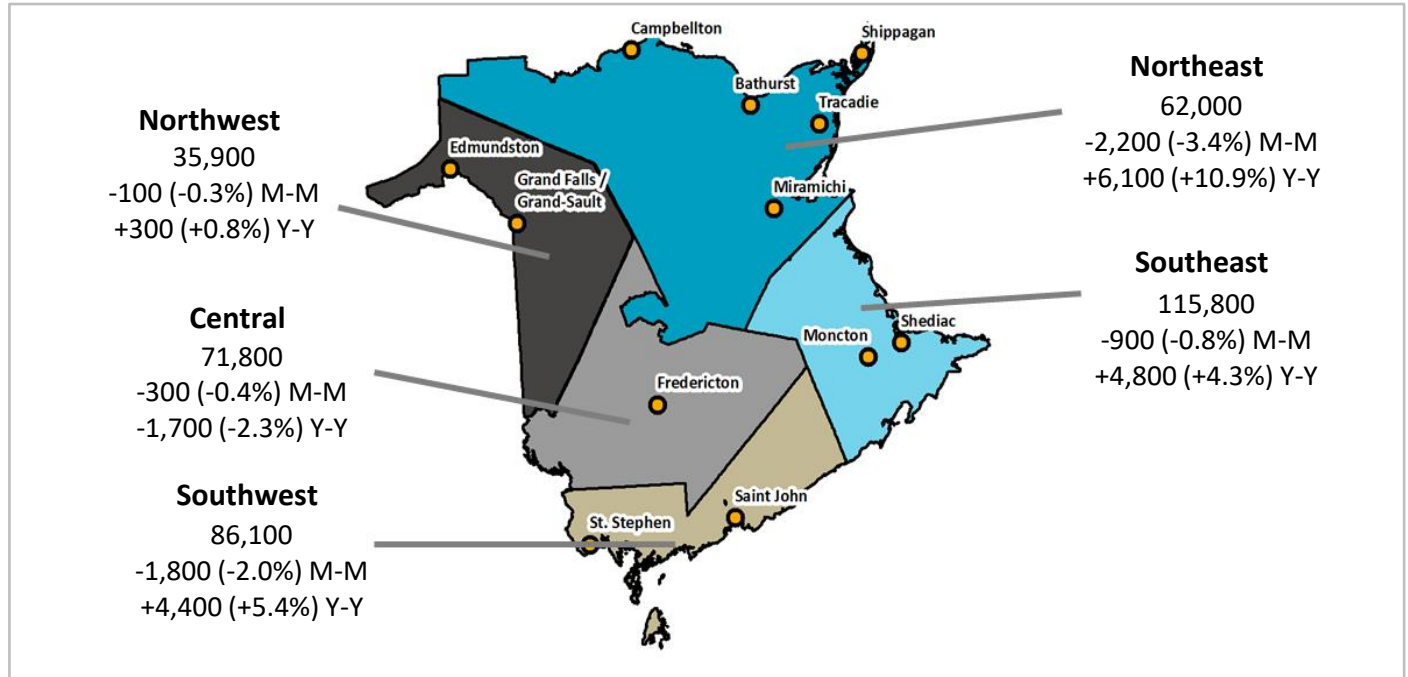 Campbellton
Shippagan
Bathurst
Tracadie
Edmundston
Grand Falls /
Grand-Sault
Miramichi
Moncton
Shediac
Fredericton
Saint John
St. Stephen
Northwest
35,900
-100 (-0.3%) M-M
+300 (+0.8%) Y-Y
Central
71,800
-300 (-0.4%) M-M
-1,700 (-2.3%) Y-Y
Southwest
86,100
-1,800 (-2.0%) M-M
+4,400 (+5.4%) Y-Y
Northeast
62,000
-2,200 (-3.4%) M-M
+6,100 (+10.9%) Y-Y
Southeast
115,800
-900 (-0.8%) M-M
+4,800 (+4.3%) Y-Y